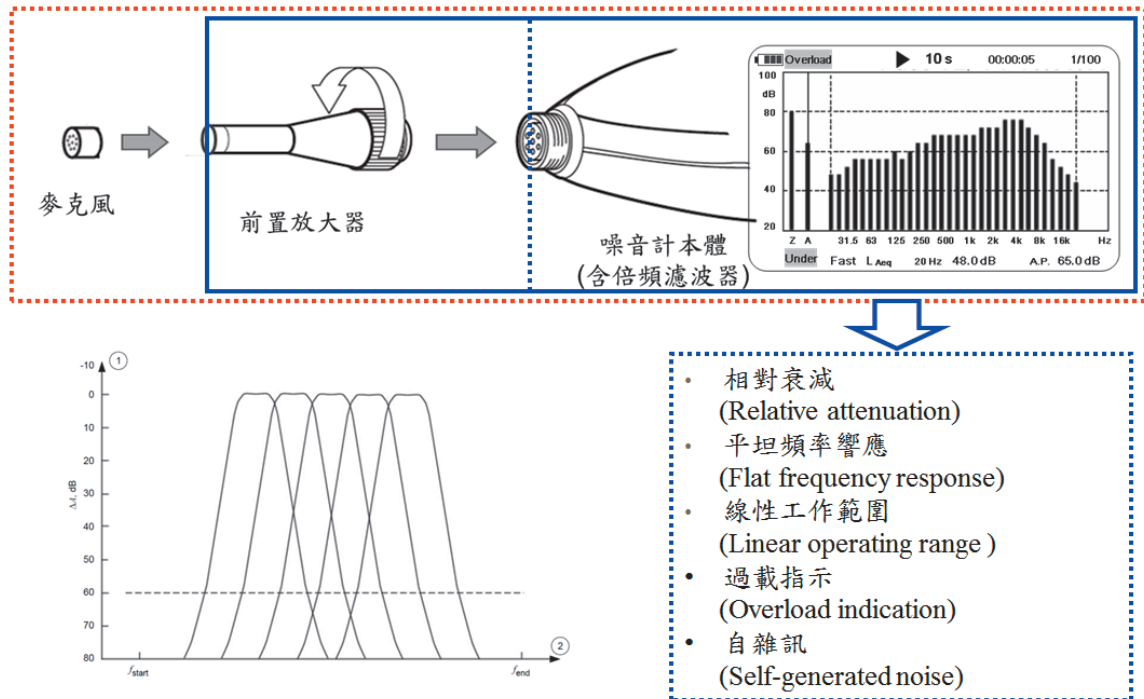 麥克風
前置放大器
噪音計本體
(含倍頻濾波器)
Overload ▶ 10 s 00:00:05 1/100
100
dB
80
60
40
20
Z A 31.5 63 125 250 500 1k 2k 4k 8k 16k Hz
Under Fast L Aeq 20 Hz 48.0 dB A.P. 65.0 dB
-10 ①
0
10
20
30
40
50
60
70
80
ΔA, dB
fstart fend ②
• 相對衰減
(Relative attenuation)
• 平坦頻率響應
(Flat frequency response)
• 線性工作範圍
(Linear operating range )
• 過載指示
(Overload indication)
• 自雜訊
(Self-generated noise)